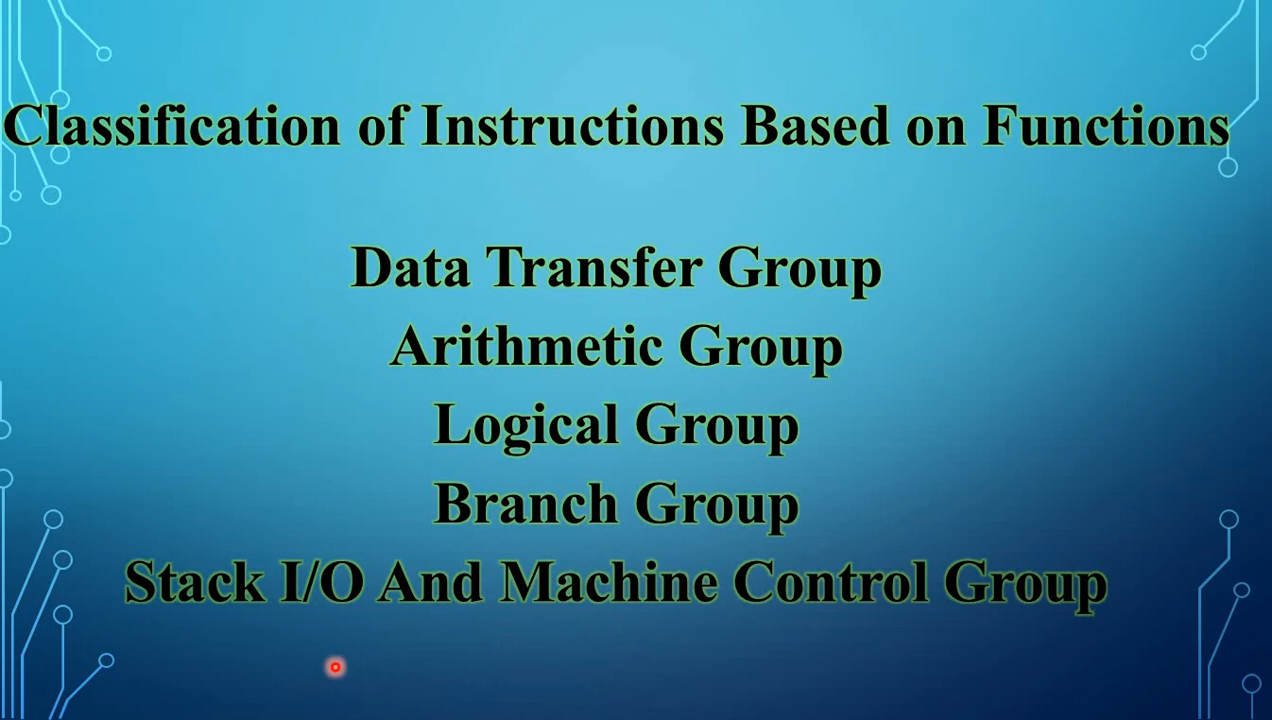 Classification of Instructions Based on Functions
Data Transfer Group
Arithmetic Group
Logical Group
Branch Group
Stack I/O And Machine Control Group